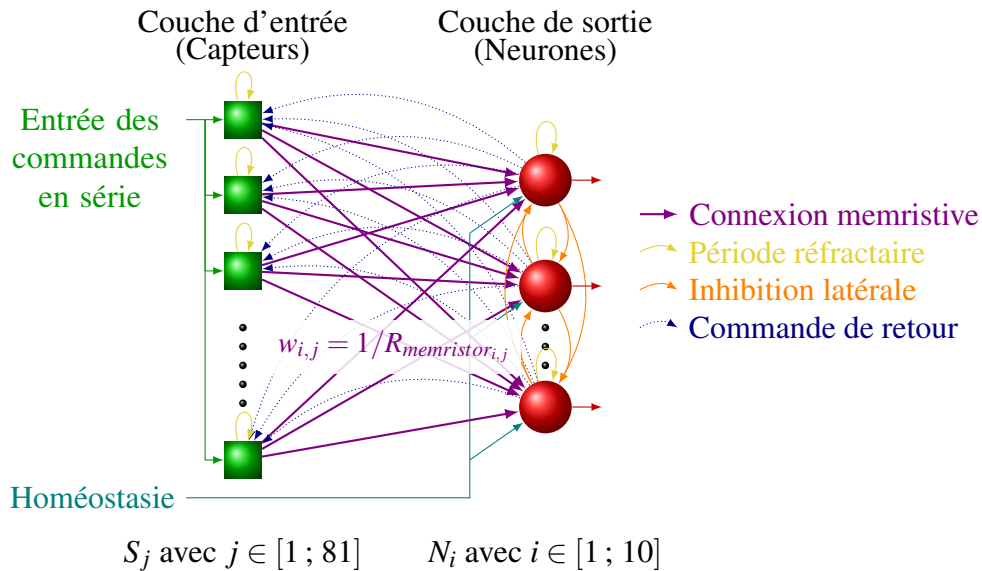 Couche d'entrée
(Capteurs)
Couche de sortie
(Neurones)
Entrée des
commandes
en série
Connexion memristive
Période réfractaire
Inhibition latérale
Commande de retour
w_{i,j} = 1/R_{memristor_{i,j}}
Homéostasie
S_j avec j ∈ [1 ; 81]
N_i avec i ∈ [1 ; 10]